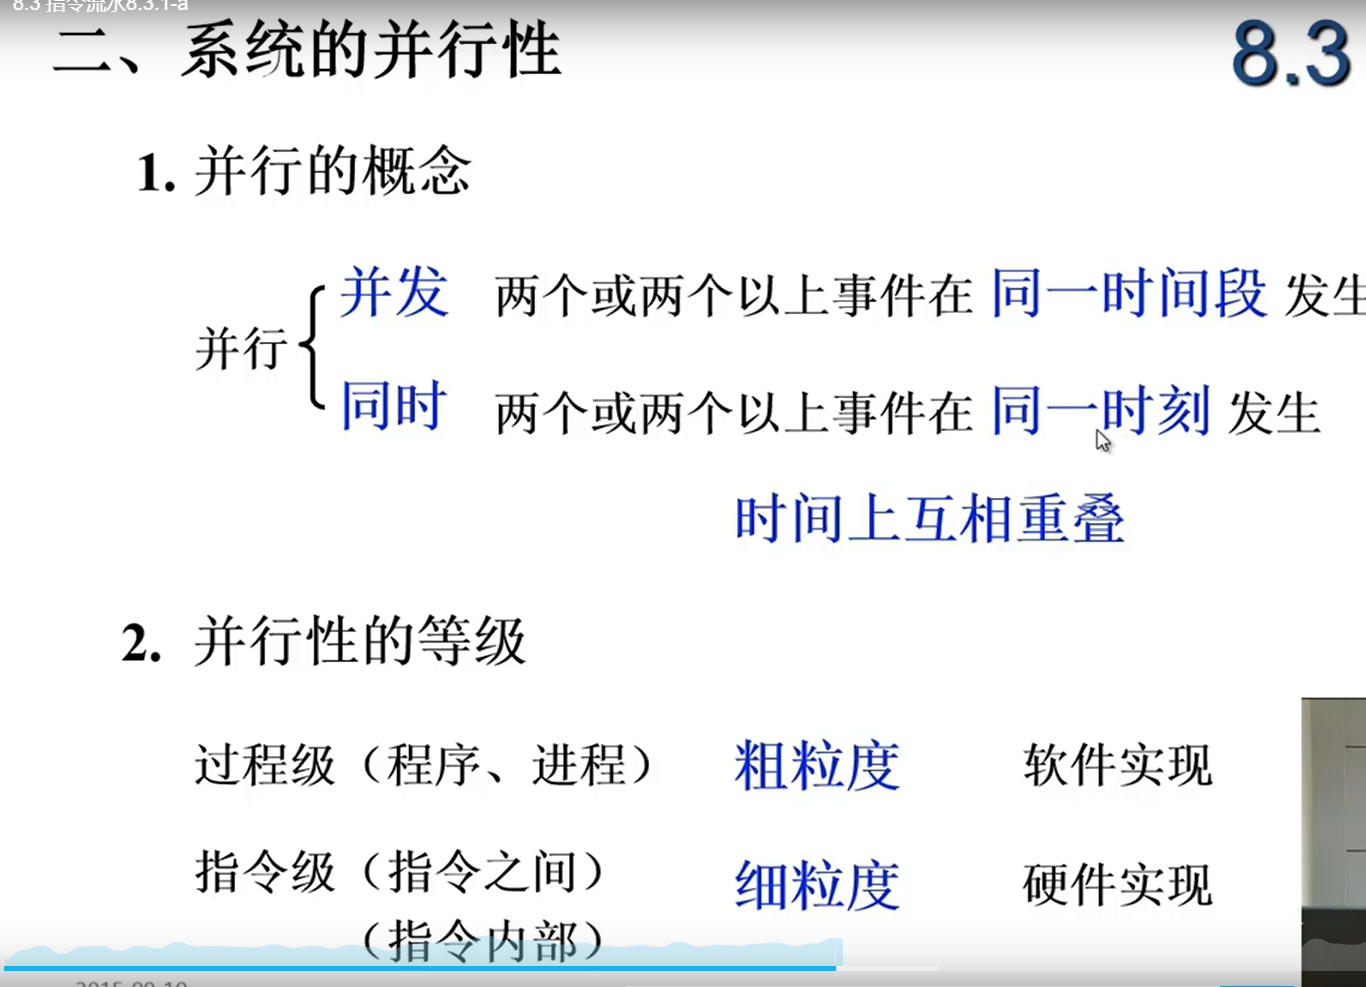 8.3 指令流水8.3.1-a
二、系统的并行性 8.3
1. 并行的概念
并行
并发 两个或两个以上事件在 同一时间段 发生
同时 两个或两个以上事件在 同一时刻 发生
时间上互相重叠
2. 并行性的等级
过程级（程序、进程） 粗粒度 软件实现
指令级（指令之间） 细粒度 硬件实现
（指令内部）
2015-09-10